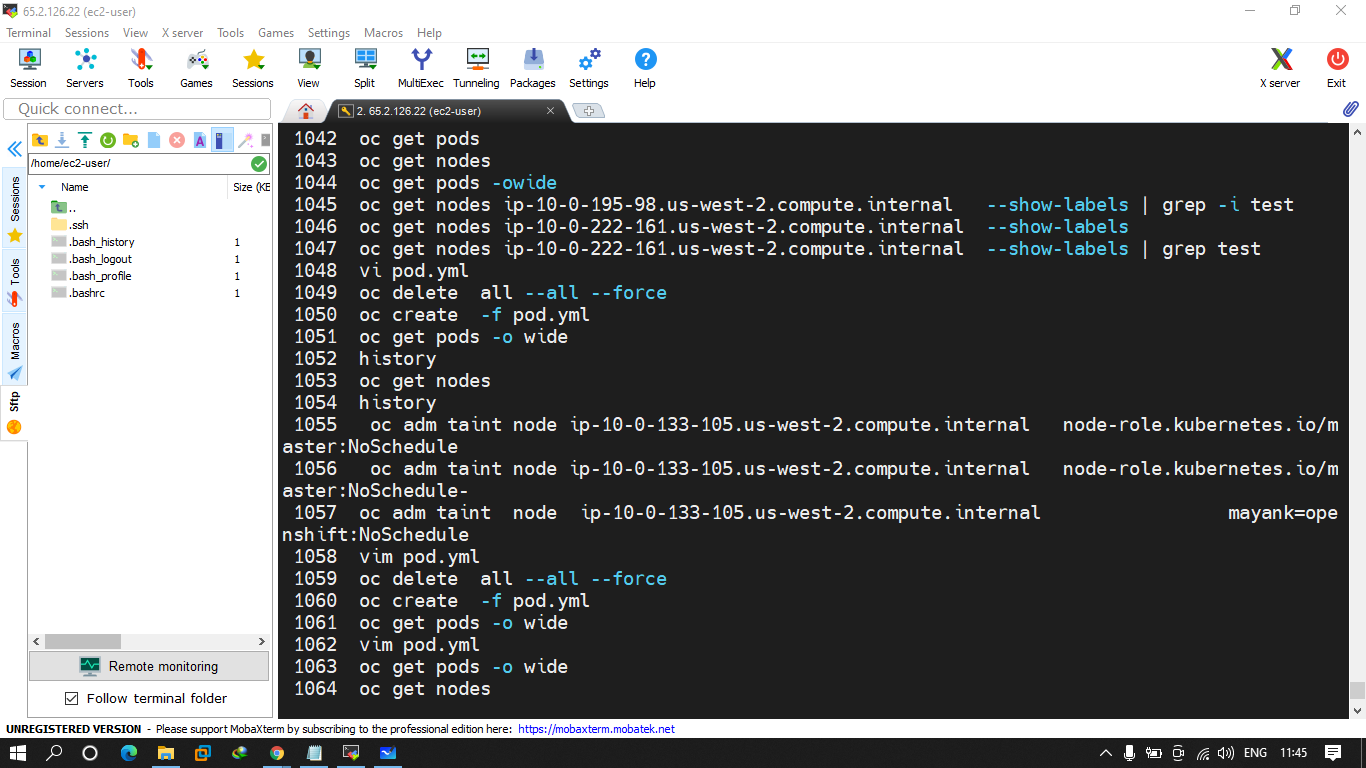 65.2.126.22 (ec2-user)
Terminal Sessions View X server Tools Games Settings Macros Help
Session Servers Tools Games Sessions View Split MultiExec Tunneling Packages Settings Help X server Exit
Quick connect...
2. 65.2.126.22 (ec2-user)
/home/ec2-user/
Name Size (KB
..
.ssh
.bash_history 1
.bash_logout 1
.bash_profile 1
.bashrc 1
Sessions
Tools
Macros
Sftp
Remote monitoring
Follow terminal folder
1042 oc get pods
1043 oc get nodes
1044 oc get pods -owide
1045 oc get nodes ip-10-0-195-98.us-west-2.compute.internal --show-labels | grep -i test
1046 oc get nodes ip-10-0-222-161.us-west-2.compute.internal --show-labels
1047 oc get nodes ip-10-0-222-161.us-west-2.compute.internal --show-labels | grep test
1048 vi pod.yml
1049 oc delete all --all --force
1050 oc create -f pod.yml
1051 oc get pods -o wide
1052 history
1053 oc get nodes
1054 history
1055 oc adm taint node ip-10-0-133-105.us-west-2.compute.internal node-role.kubernetes.io/m
aster:NoSchedule
1056 oc adm taint node ip-10-0-133-105.us-west-2.compute.internal node-role.kubernetes.io/m
aster:NoSchedule-
1057 oc adm taint node ip-10-0-133-105.us-west-2.compute.internal mayank=ope
nshift:NoSchedule
1058 vim pod.yml
1059 oc delete all --all --force
1060 oc create -f pod.yml
1061 oc get pods -o wide
1062 vim pod.yml
1063 oc get pods -o wide
1064 oc get nodes
UNREGISTERED VERSION - Please support MobaXterm by subscribing to the professional edition here: https://mobaxterm.mobatek.net
ENG 11:45